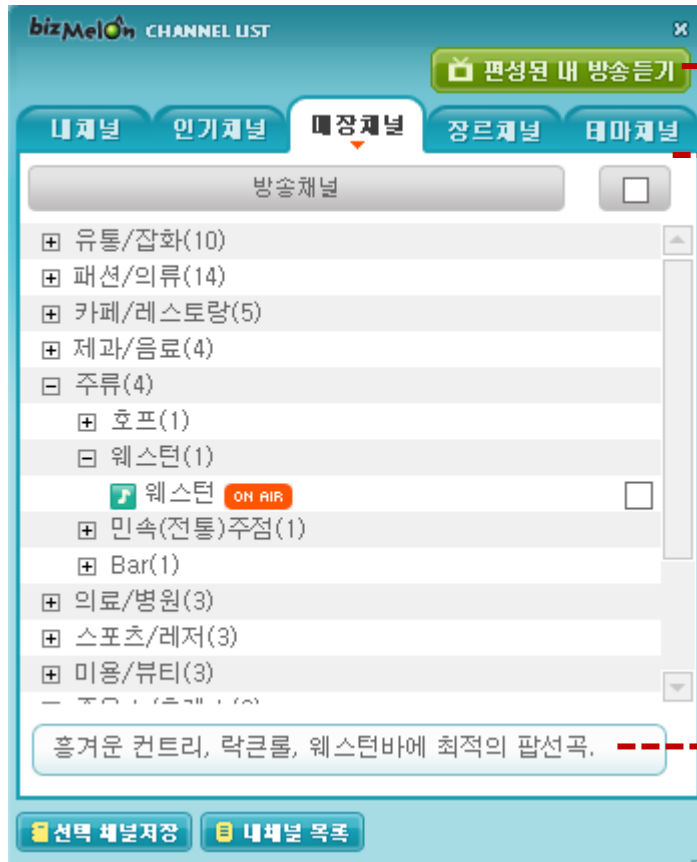 bizMelOn CHANNEL LIST
편성된 내 방송듣기
내채널 인기채널 매장채널 장르채널 테마채널
방송채널
유통/잡화(10)
패션/의류(14)
카페/레스토랑(5)
제과/음료(4)
주류(4)
호프(1)
웨스턴(1)
웨스턴 ON AIR
민속(전통)주점(1)
Bar(1)
의료/병원(3)
스포츠/레저(3)
미용/뷰티(3)
흥겨운 컨트리, 락큰롤, 웨스턴바에 최적의 팝선곡.
선택 채널저장 내채널 목록